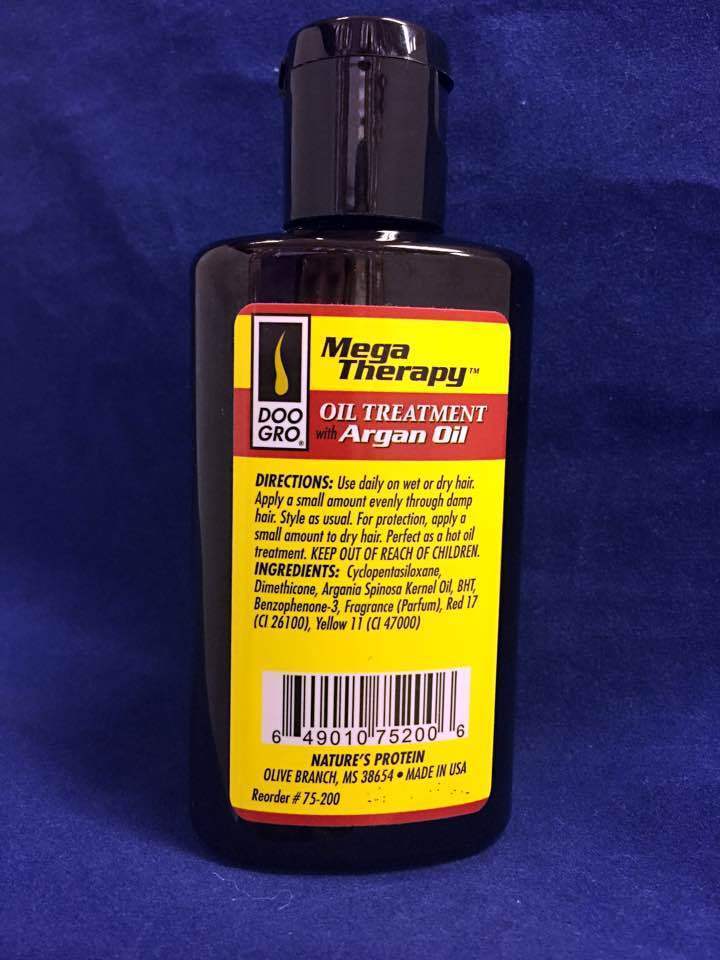 Mega
Therapy™
DOO
GRO®
OIL TREATMENT
with Argan Oil
DIRECTIONS: Use daily on wet or dry hair.
Apply a small amount evenly through damp
hair. Style as usual. For protection, apply a
small amount to dry hair. Perfect as a hot oil
treatment. KEEP OUT OF REACH OF CHILDREN.
INGREDIENTS: Cyclopentasiloxane,
Dimethicone, Argania Spinosa Kernel Oil, BHT,
Benzophenone-3, Fragrance (Parfum), Red 17
(CI 26100), Yellow 11 (CI 47000)
6 49010 75200 6
NATURE'S PROTEIN
OLIVE BRANCH, MS 38654 • MADE IN USA
Reorder # 75-200